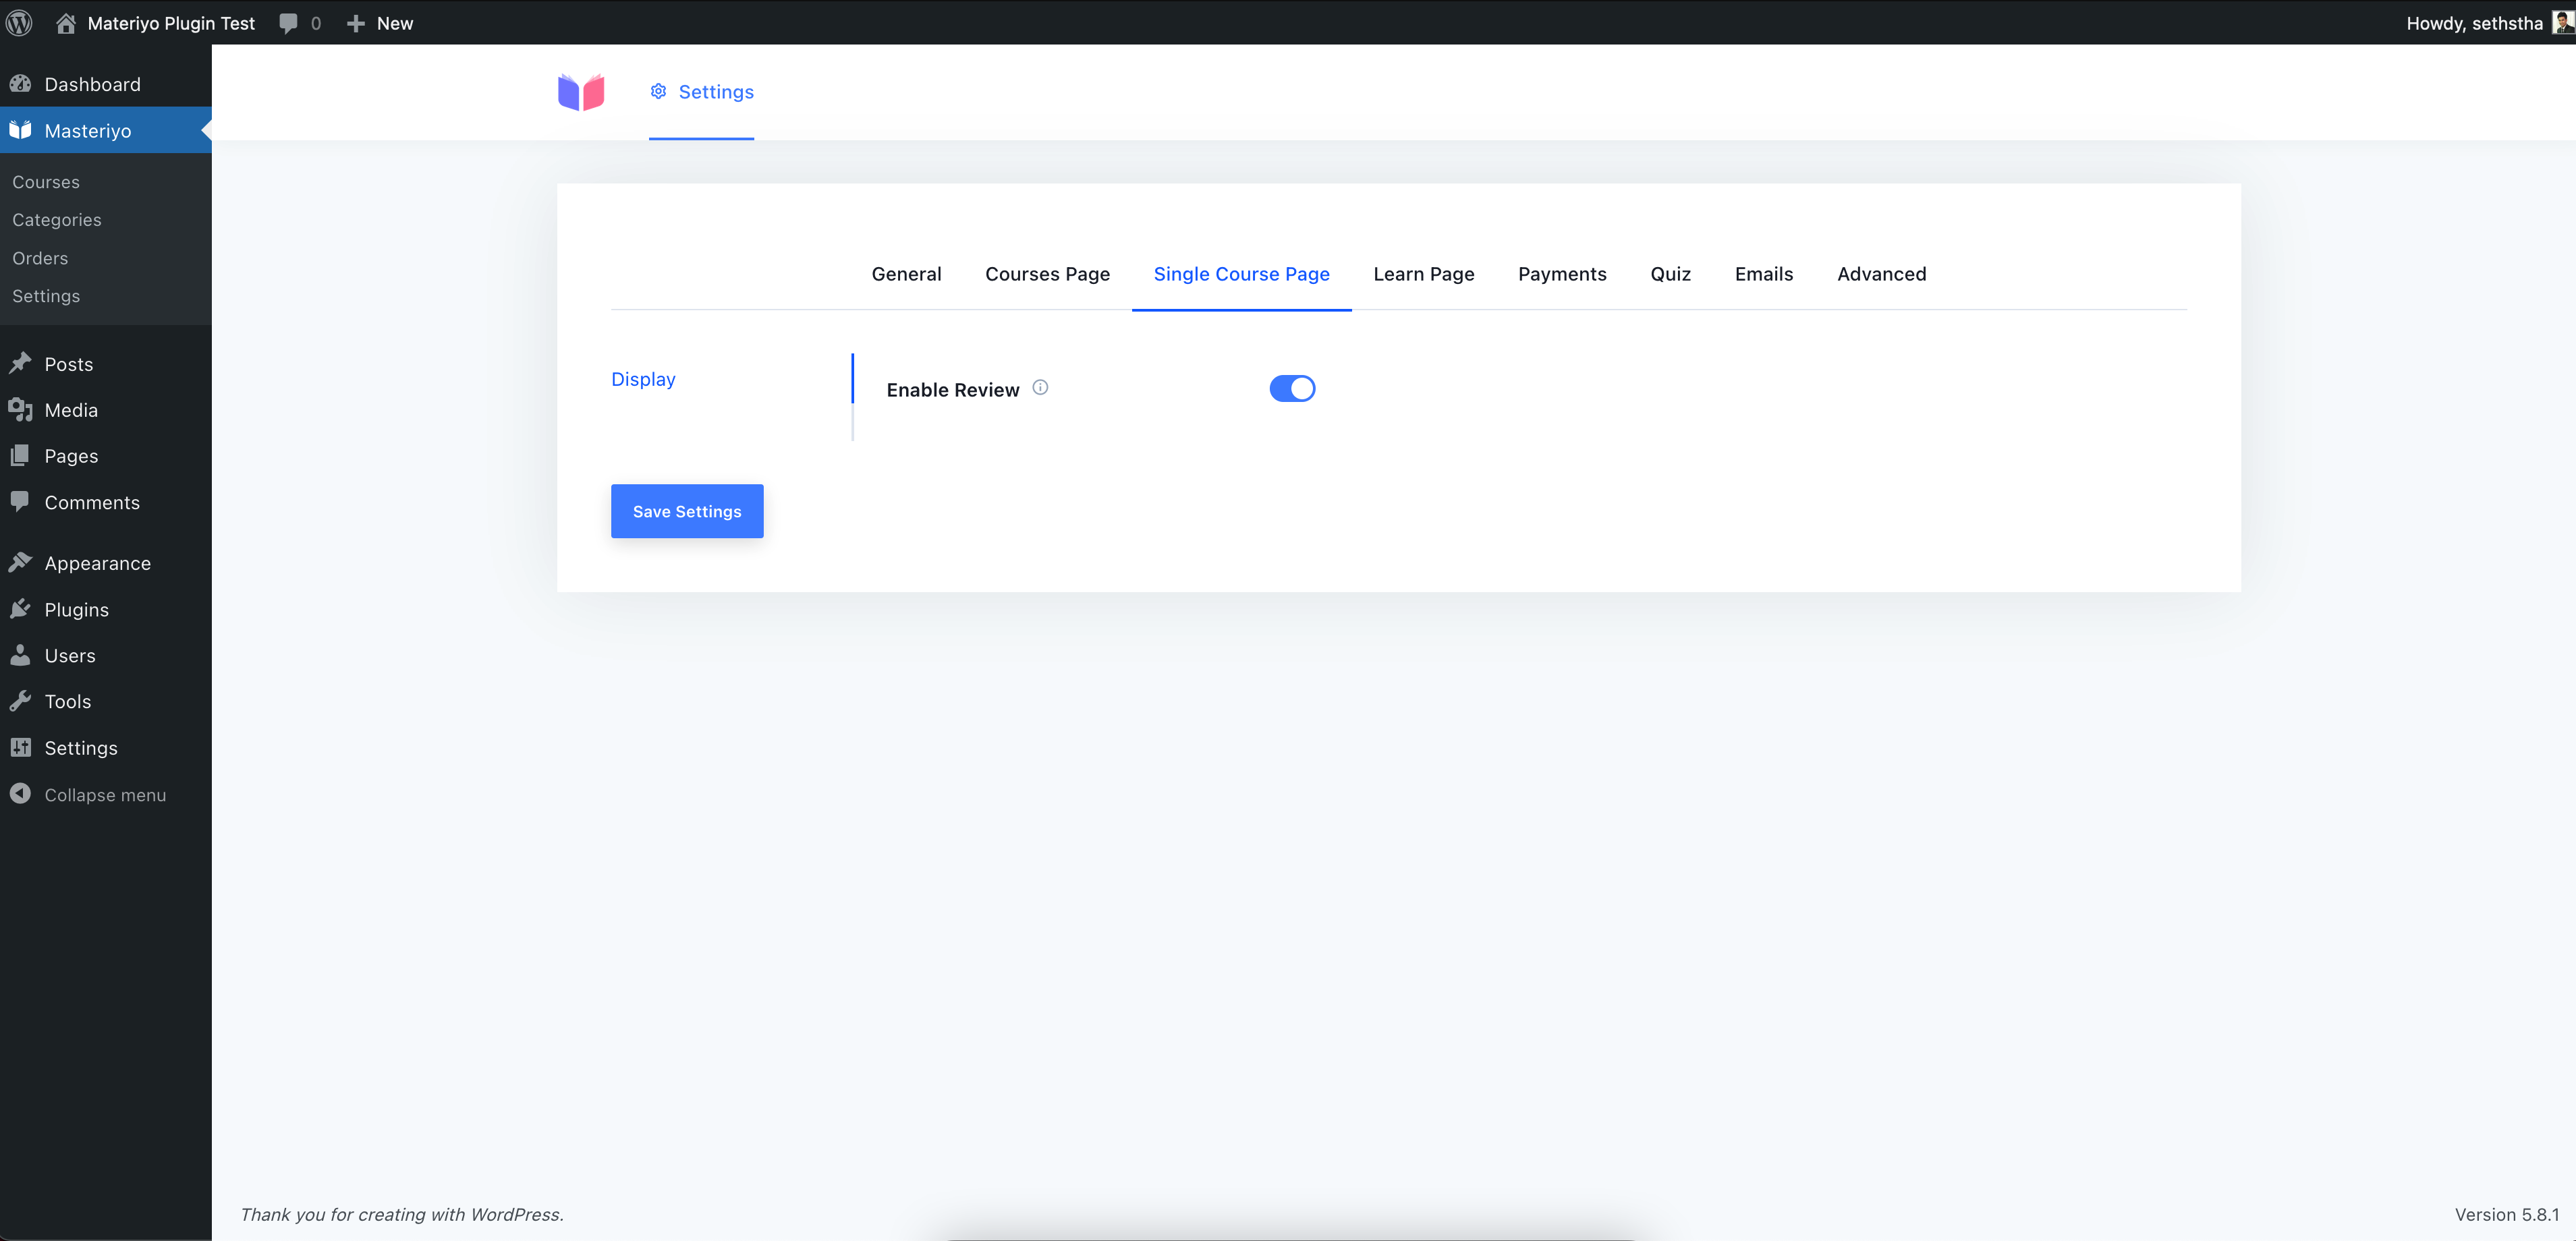 Materiyo Plugin Test 0 New Howdy, sethstha
Dashboard
Masteriyo
Courses
Categories
Orders
Settings
Posts
Media
Pages
Comments
Appearance
Plugins
Users
Tools
Settings
Collapse menu
Settings
General Courses Page Single Course Page Learn Page Payments Quiz Emails Advanced
Display
Enable Review
Save Settings
Thank you for creating with WordPress. Version 5.8.1